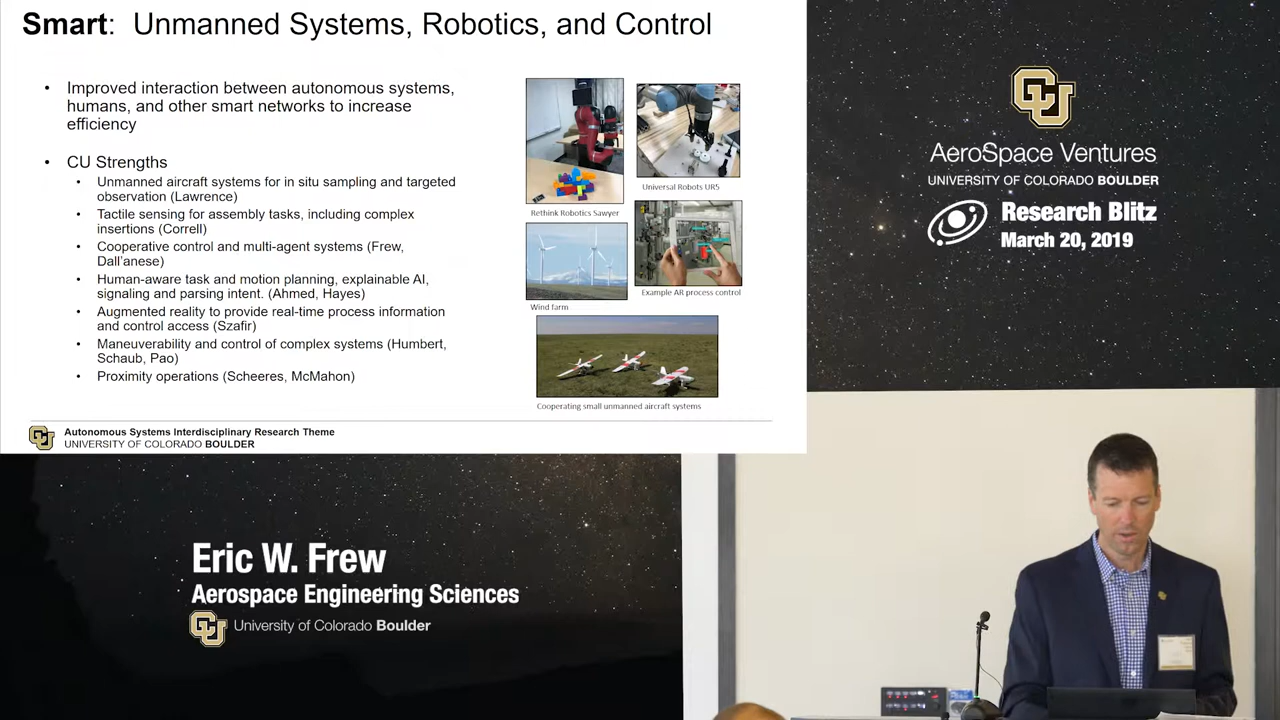 Smart: Unmanned Systems, Robotics, and Control
• Improved interaction between autonomous systems,
humans, and other smart networks to increase
efficiency
• CU Strengths
• Unmanned aircraft systems for in situ sampling and targeted
observation (Lawrence)
• Tactile sensing for assembly tasks, including complex
insertions (Correll)
• Cooperative control and multi-agent systems (Frew,
Dall'anese)
• Human-aware task and motion planning, explainable AI,
signaling and parsing intent. (Ahmed, Hayes)
• Augmented reality to provide real-time process information
and control access (Szafir)
• Maneuverability and control of complex systems (Humbert,
Schaub, Pao)
• Proximity operations (Scheeres, McMahon)
Rethink Robotics Sawyer
Universal Robots UR5
Wind farm
Example AR process control
Cooperating small unmanned aircraft systems
CU
Autonomous Systems Interdisciplinary Research Theme
UNIVERSITY OF COLORADO BOULDER
CU
AeroSpace Ventures
UNIVERSITY OF COLORADO BOULDER
Research Blitz
March 20, 2019
Eric W. Frew
Aerospace Engineering Sciences
CU
University of Colorado Boulder